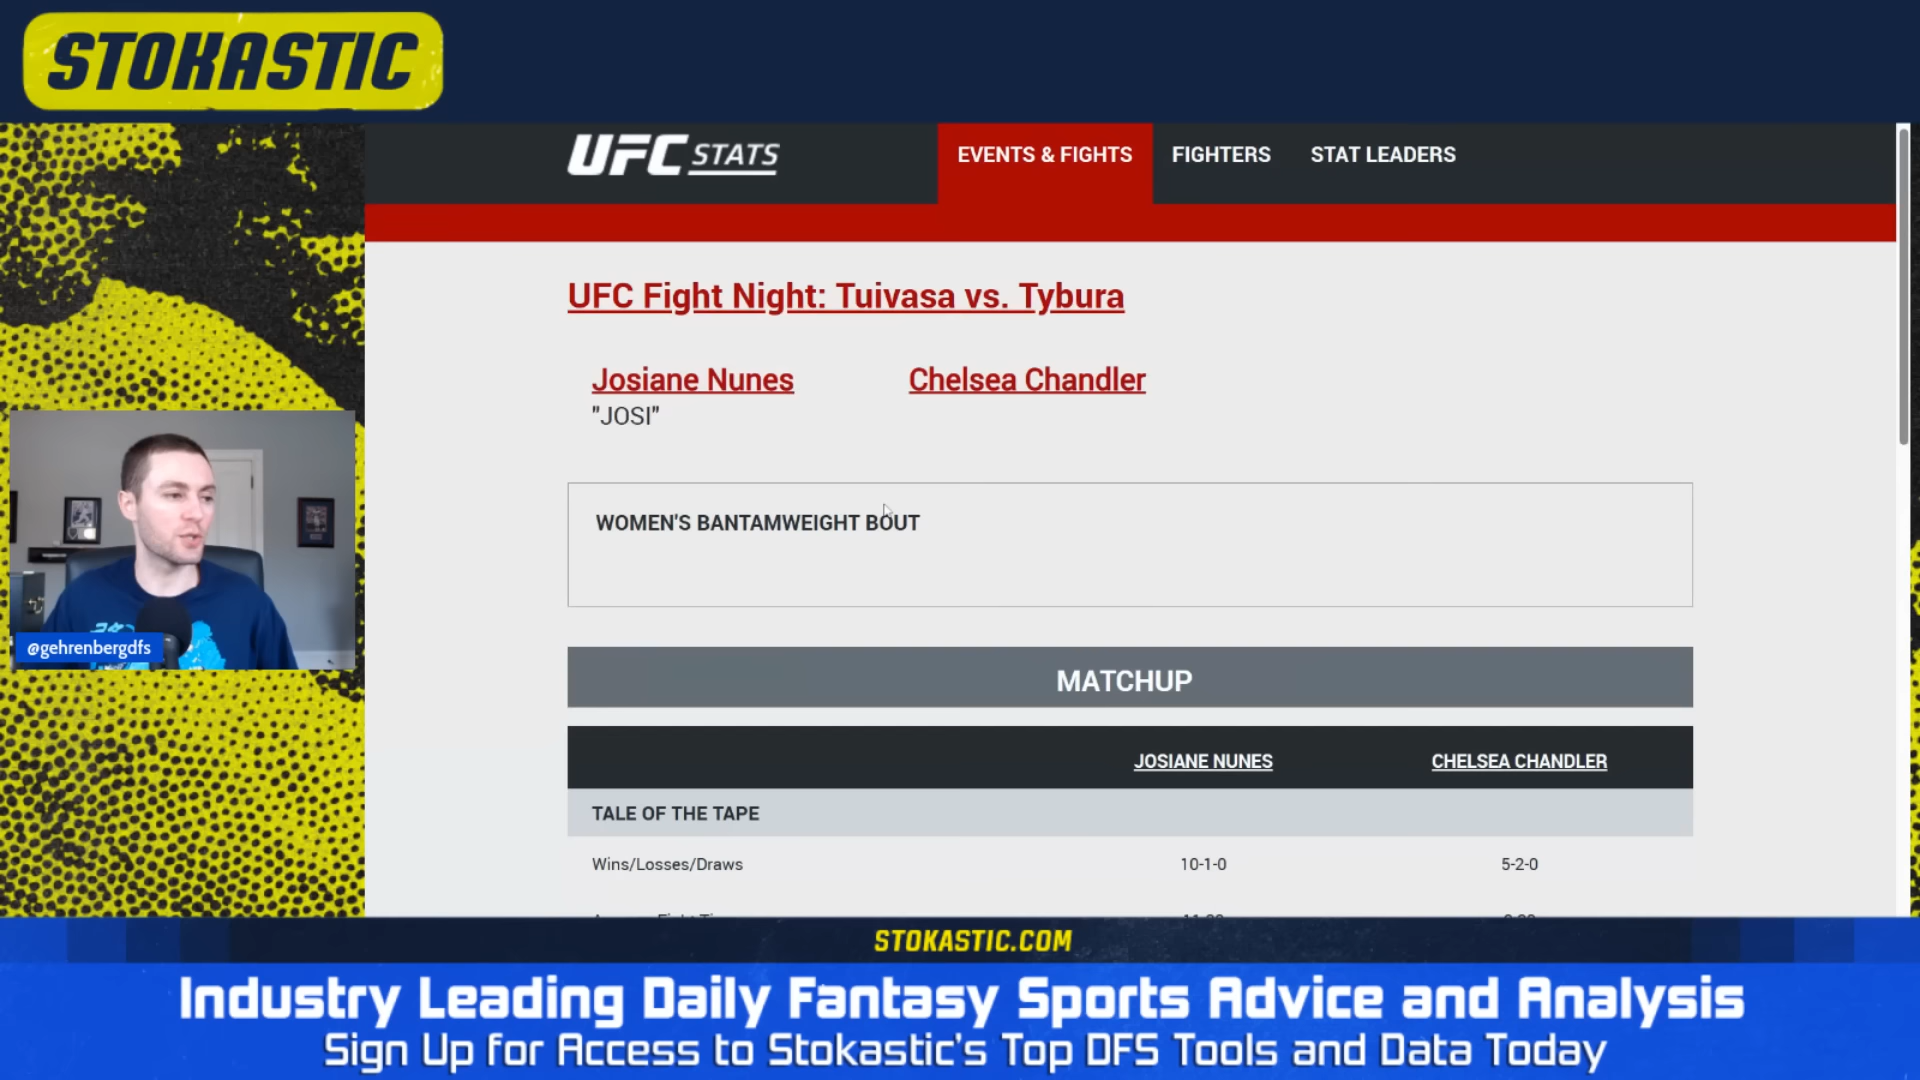 STOKASTIC
UFC STATS
EVENTS & FIGHTS
FIGHTERS
STAT LEADERS
UFC Fight Night: Tuivasa vs. Tybura
Josiane Nunes
Chelsea Chandler
"JOSI"
WOMEN'S BANTAMWEIGHT BOUT
MATCHUP
JOSIANE NUNES
CHELSEA CHANDLER
TALE OF THE TAPE
Wins/Losses/Draws
10-1-0
5-2-0
@gehrenbergdfs
STOKASTIC.COM
Industry Leading Daily Fantasy Sports Advice and Analysis
Sign Up for Access to Stokastic's Top DFS Tools and Data Today